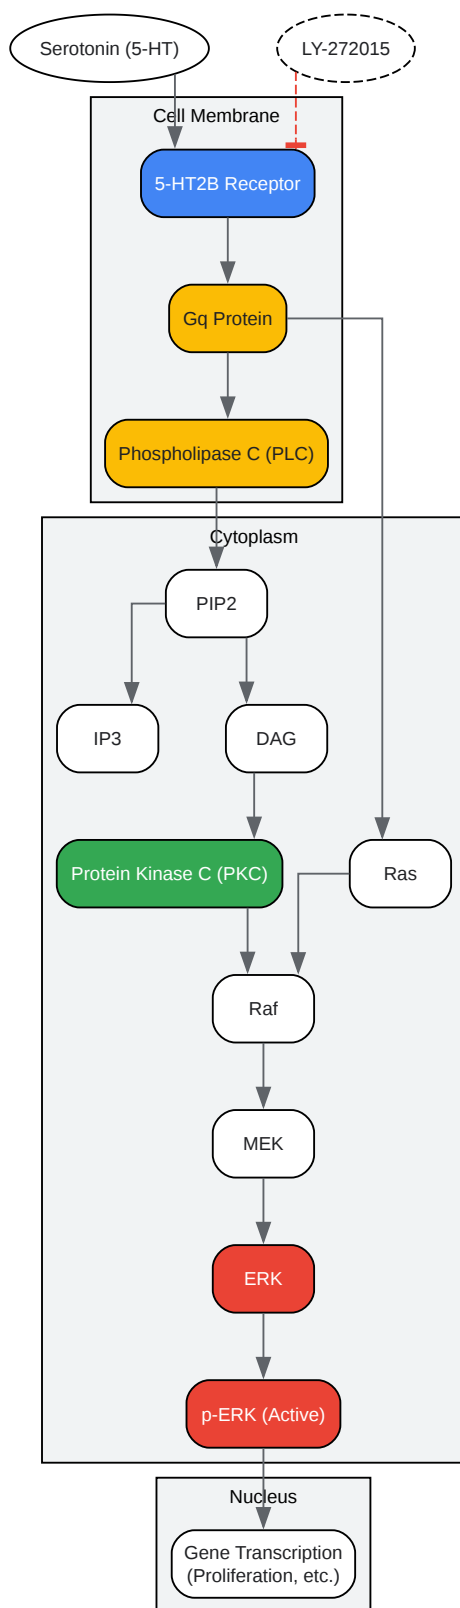 Serotonin (5-HT)
LY-272015
Cell Membrane
5-HT2B Receptor
Gq Protein
Phospholipase C (PLC)
Cytoplasm
PIP2
IP3
DAG
Protein Kinase C (PKC)
Ras
Raf
MEK
ERK
p-ERK (Active)
Nucleus
Gene Transcription
(Proliferation, etc.)